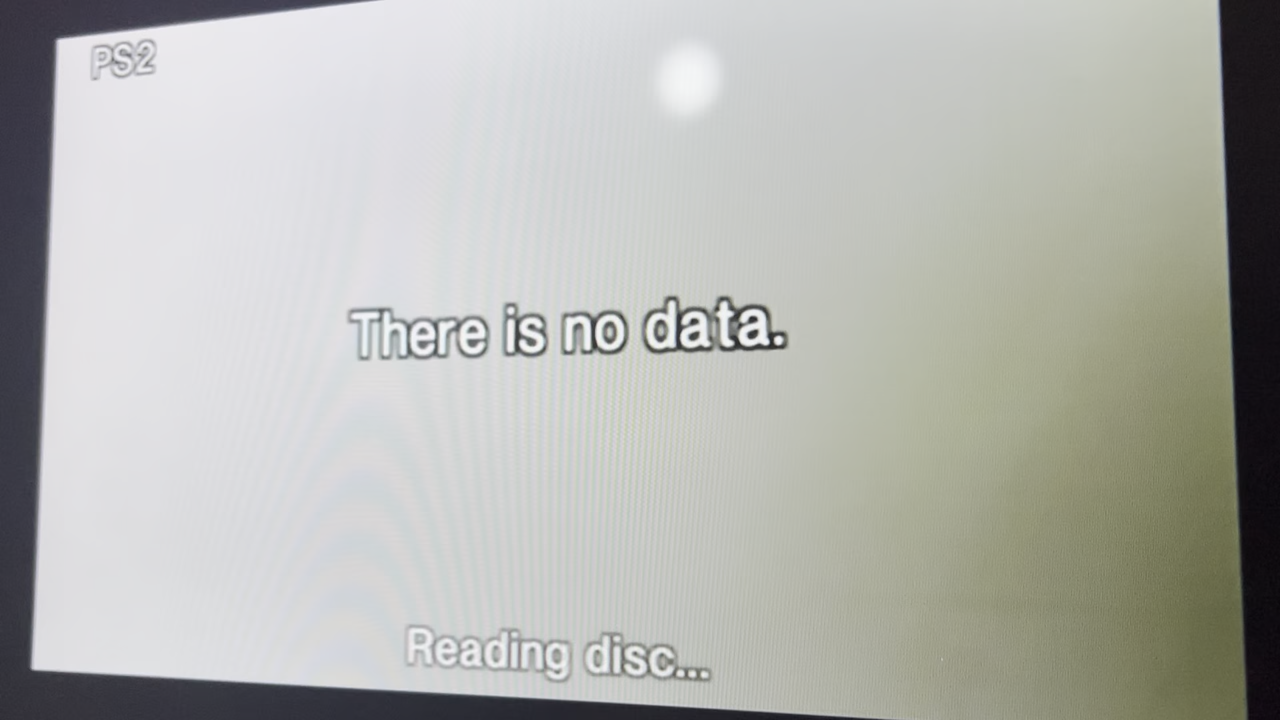 PS2
There is no data.
Reading disc...